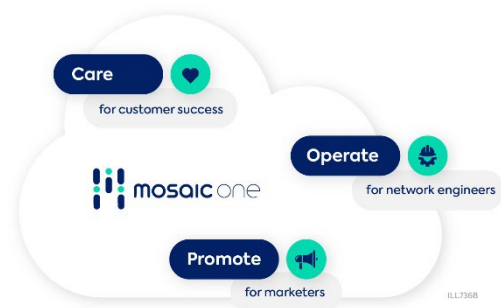 Care
for customer success
Operate
for network engineers
mosaic one
Promote
for marketers
ILL7368